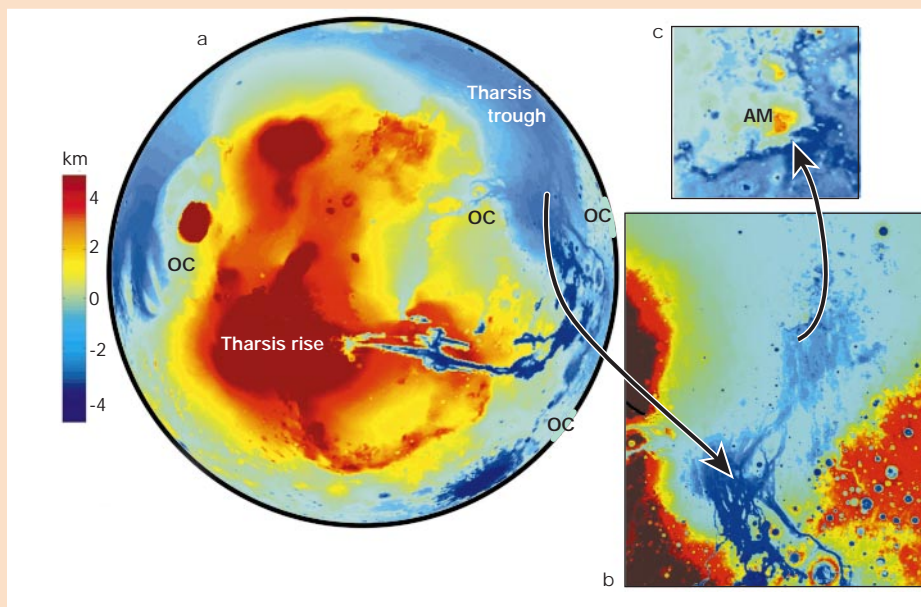 a
Tharsis
trough
km
4
2
0
-2
-4
OC
OC
OC
OC
Tharsis rise
c
AM
b